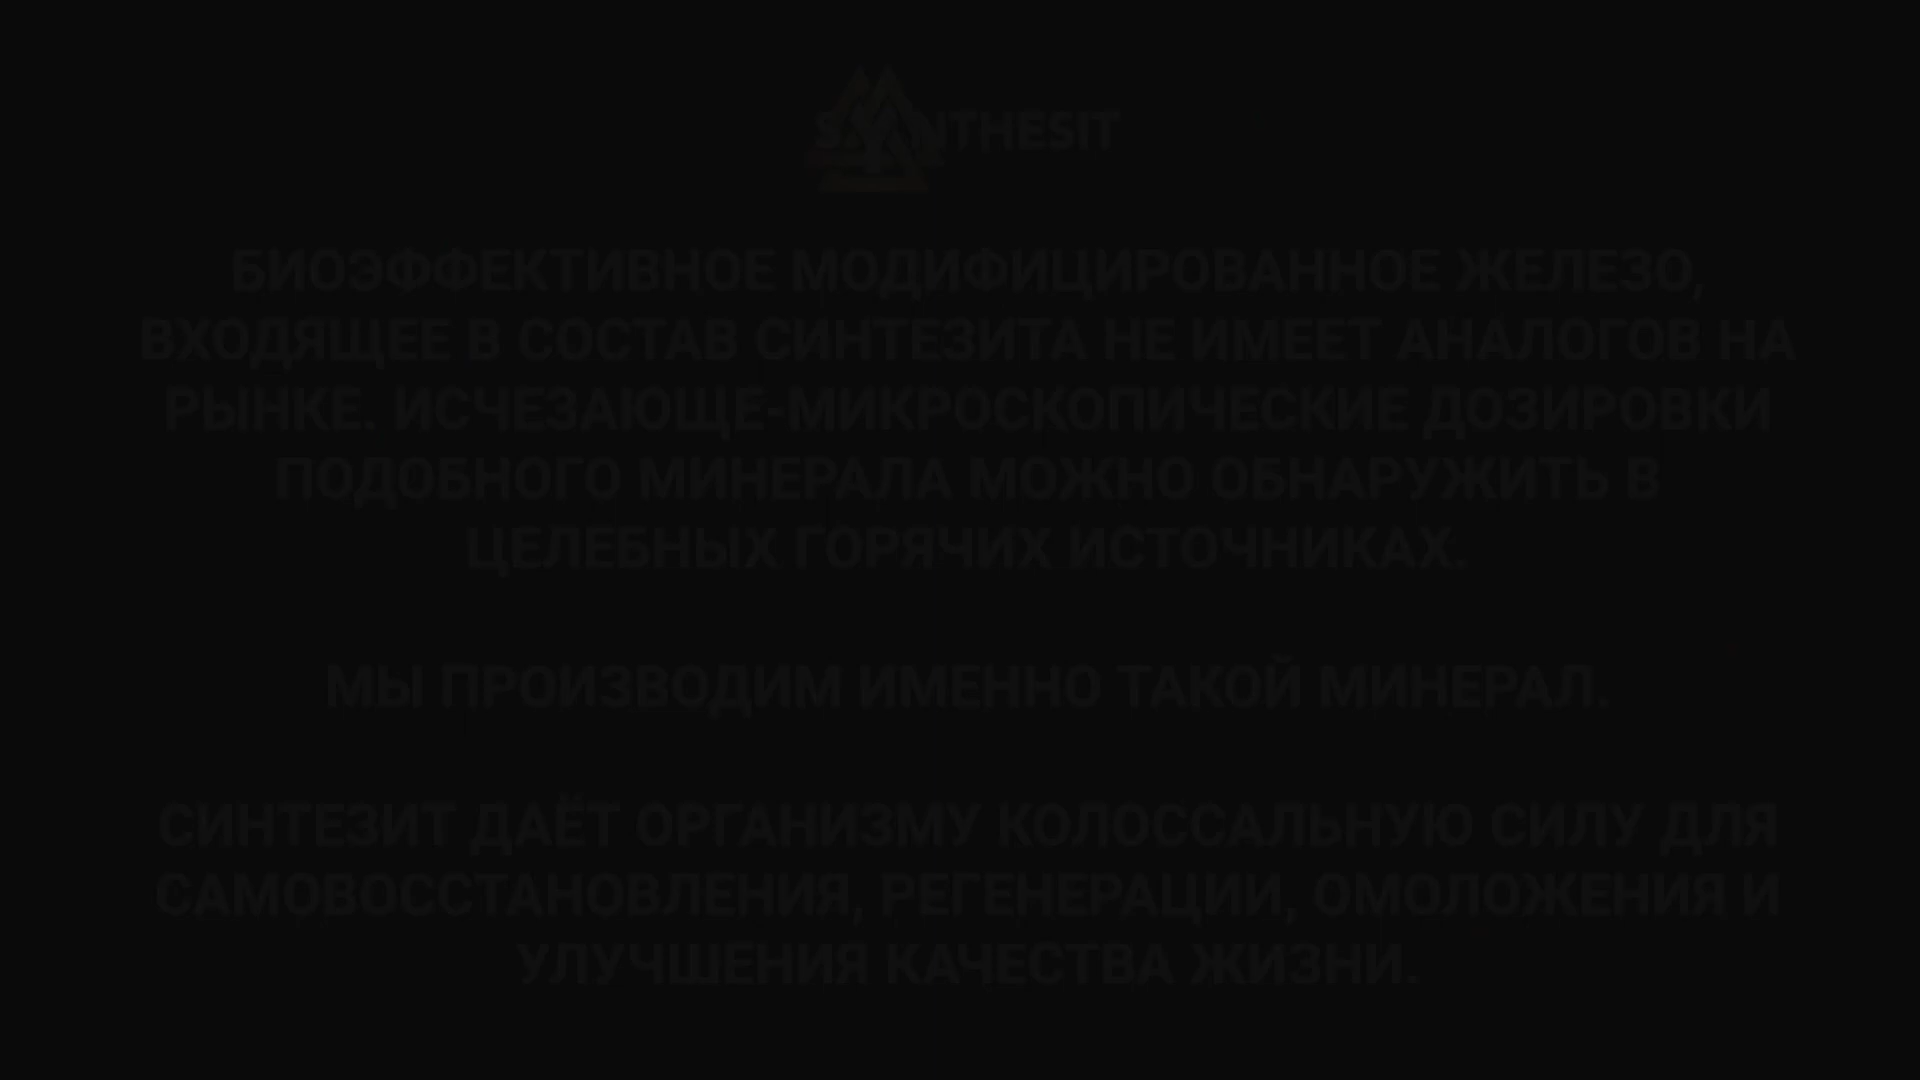 SYNTHESIT
БИОЭФФЕКТИВНОЕ МОДИФИЦИРОВАННОЕ ЖЕЛЕЗО,
ВХОДЯЩЕЕ В СОСТАВ СИНТЕЗИТА НЕ ИМЕЕТ АНАЛОГОВ НА
РЫНКЕ. ИСЧЕЗАЮЩЕ-МИКРОСКОПИЧЕСКИЕ ДОЗИРОВКИ
ПОДОБНОГО МИНЕРАЛА МОЖНО ОБНАРУЖИТЬ В
ЦЕЛЕБНЫХ ГОРЯЧИХ ИСТОЧНИКАХ.
МЫ ПРОИЗВОДИМ ИМЕННО ТАКОЙ МИНЕРАЛ.
СИНТЕЗИТ ДАЁТ ОРГАНИЗМУ КОЛОССАЛЬНУЮ СИЛУ ДЛЯ
САМОВОССТАНОВЛЕНИЯ, РЕГЕНЕРАЦИИ, ОМОЛОЖЕНИЯ И
УЛУЧШЕНИЯ КАЧЕСТВА ЖИЗНИ.